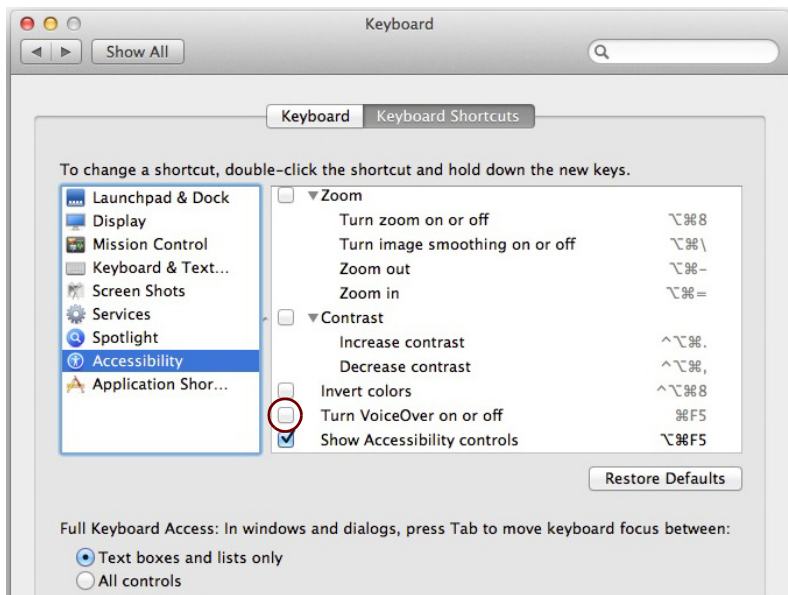 Keyboard
Show All
Keyboard Keyboard Shortcuts
To change a shortcut, double-click the shortcut and hold down the new keys.
Launchpad & Dock
Display
Mission Control
Keyboard & Text...
Screen Shots
Services
Spotlight
Accessibility
Application Shor...
▼Zoom
Turn zoom on or off ⌥⌘8
Turn image smoothing on or off ⌥⌘\
Zoom out ⌥⌘-
Zoom in ⌥⌘=
▼Contrast
Increase contrast ^⌥⌘.
Decrease contrast ^⌥⌘,
Invert colors ^⌥⌘8
Turn VoiceOver on or off ⌘F5
Show Accessibility controls ⌥⌘F5
Restore Defaults
Full Keyboard Access: In windows and dialogs, press Tab to move keyboard focus between:
Text boxes and lists only
All controls